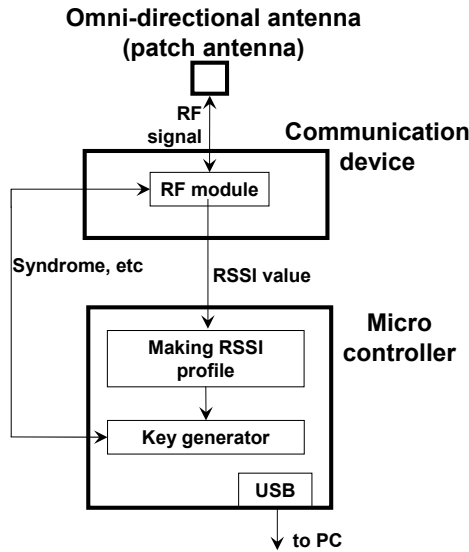 Omni-directional antenna
(patch antenna)
RF
signal
Communication
device
RF module
Syndrome, etc
RSSI value
Micro
controller
Making RSSI
profile
Key generator
USB
to PC